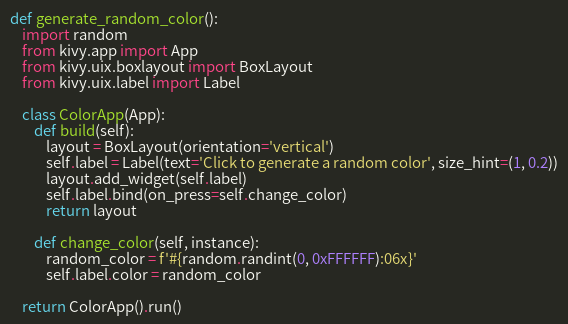 def generate_random_color():
    import random
    from kivy.app import App
    from kivy.uix.boxlayout import BoxLayout
    from kivy.uix.label import Label

    class ColorApp(App):
        def build(self):
            layout = BoxLayout(orientation='vertical')
            self.label = Label(text='Click to generate a random color', size_hint=(1, 0.2))
            layout.add_widget(self.label)
            self.label.bind(on_press=self.change_color)
            return layout

        def change_color(self, instance):
            random_color = f'#{random.randint(0, 0xFFFFFF):06x}'
            self.label.color = random_color

    return ColorApp().run()